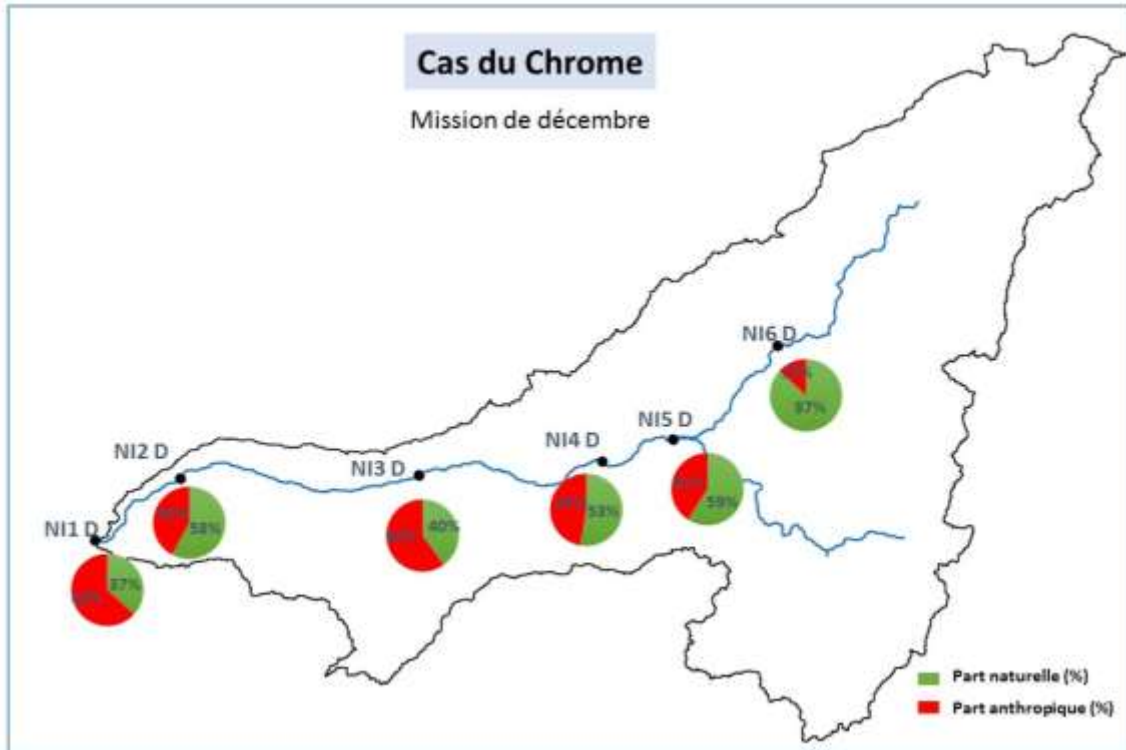 Cas du Chrome
Mission de décembre
NI6 D
87%
NI5 D
59%
NI4 D
53%
NI3 D
40%
NI2 D
58%
NI1 D
37%
Part naturelle (%)
Part anthropique (%)